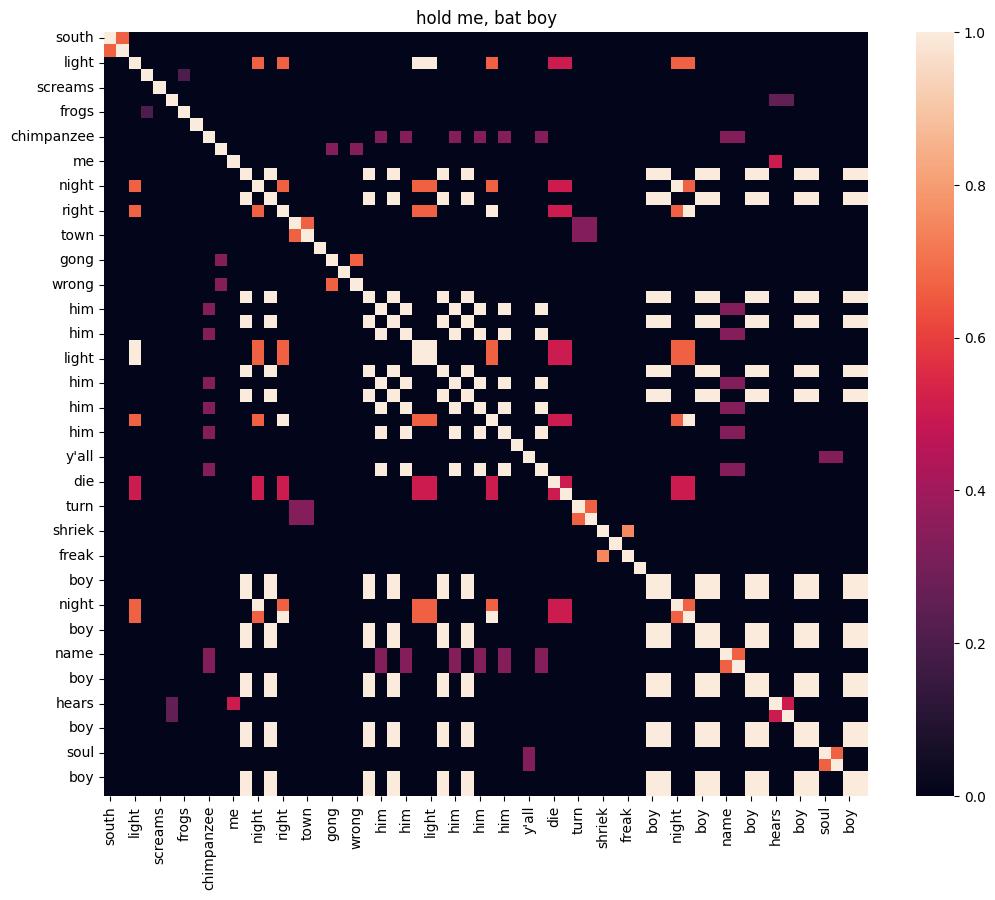 hold me, bat boy
south
light
screams
frogs
chimpanzee
me
night
right
town
gong
wrong
him
him
light
him
him
him
y'all
die
turn
shriek
freak
boy
night
boy
name
boy
hears
boy
soul
boy
south
light
screams
frogs
chimpanzee
me
night
right
town
gong
wrong
him
him
light
him
him
him
y'all
die
turn
shriek
freak
boy
night
boy
name
boy
hears
boy
soul
boy
1.0
0.8
0.6
0.4
0.2
0.0